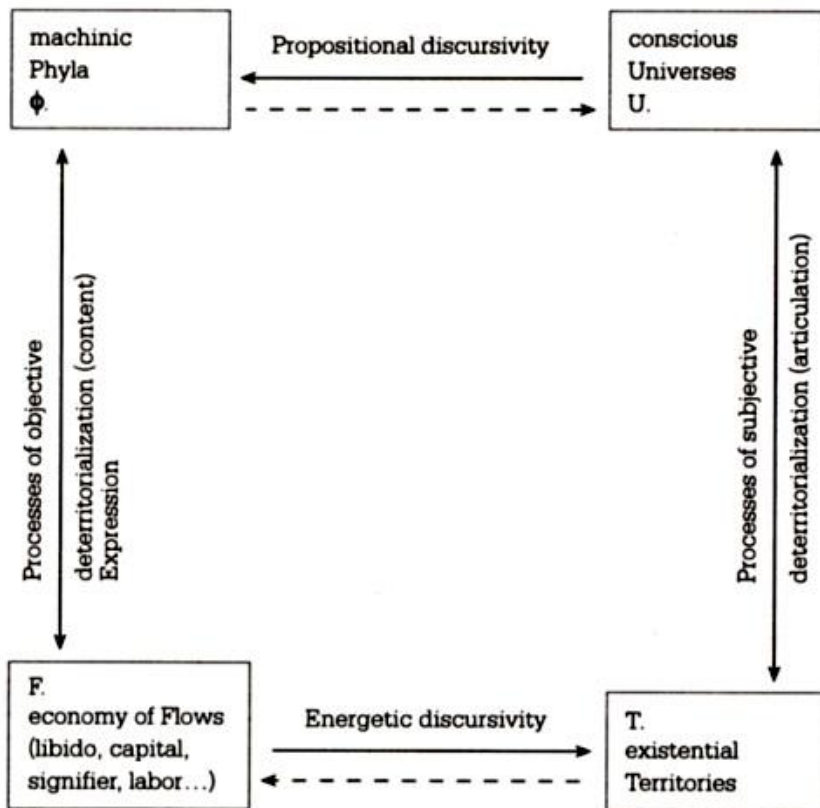 machinic
Phyla
ϕ.
Propositional discursivity
conscious
Universes
U.
Processes of objective
deterritorialization (content)
Expression
Processes of subjective
deterritorialization (articulation)
F.
economy of Flows
(libido, capital,
signifier, labor...)
Energetic discursivity
T.
existential
Territories